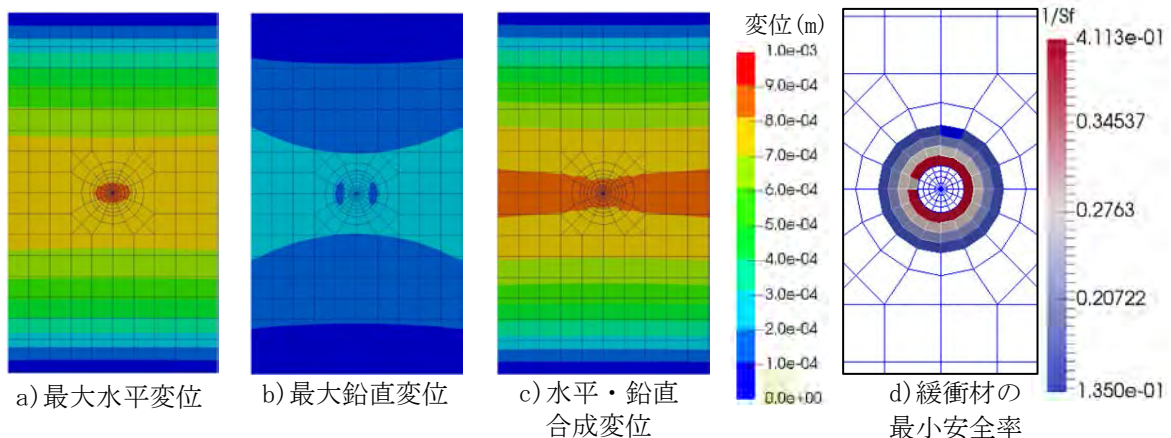 変位(m)
1.0e-03
9.0e-04
8.0e-04
7.0e-04
6.0e-04
5.0e-04
4.0e-04
3.0e-04
2.0e-04
1.0e-04
0.0e+00
1/Sf
4.113e-01
0.34537
0.2763
0.20722
1.350e-01
a)最大水平変位
b)最大鉛直変位
c)水平・鉛直
合成変位
d)緩衝材の
最小安全率